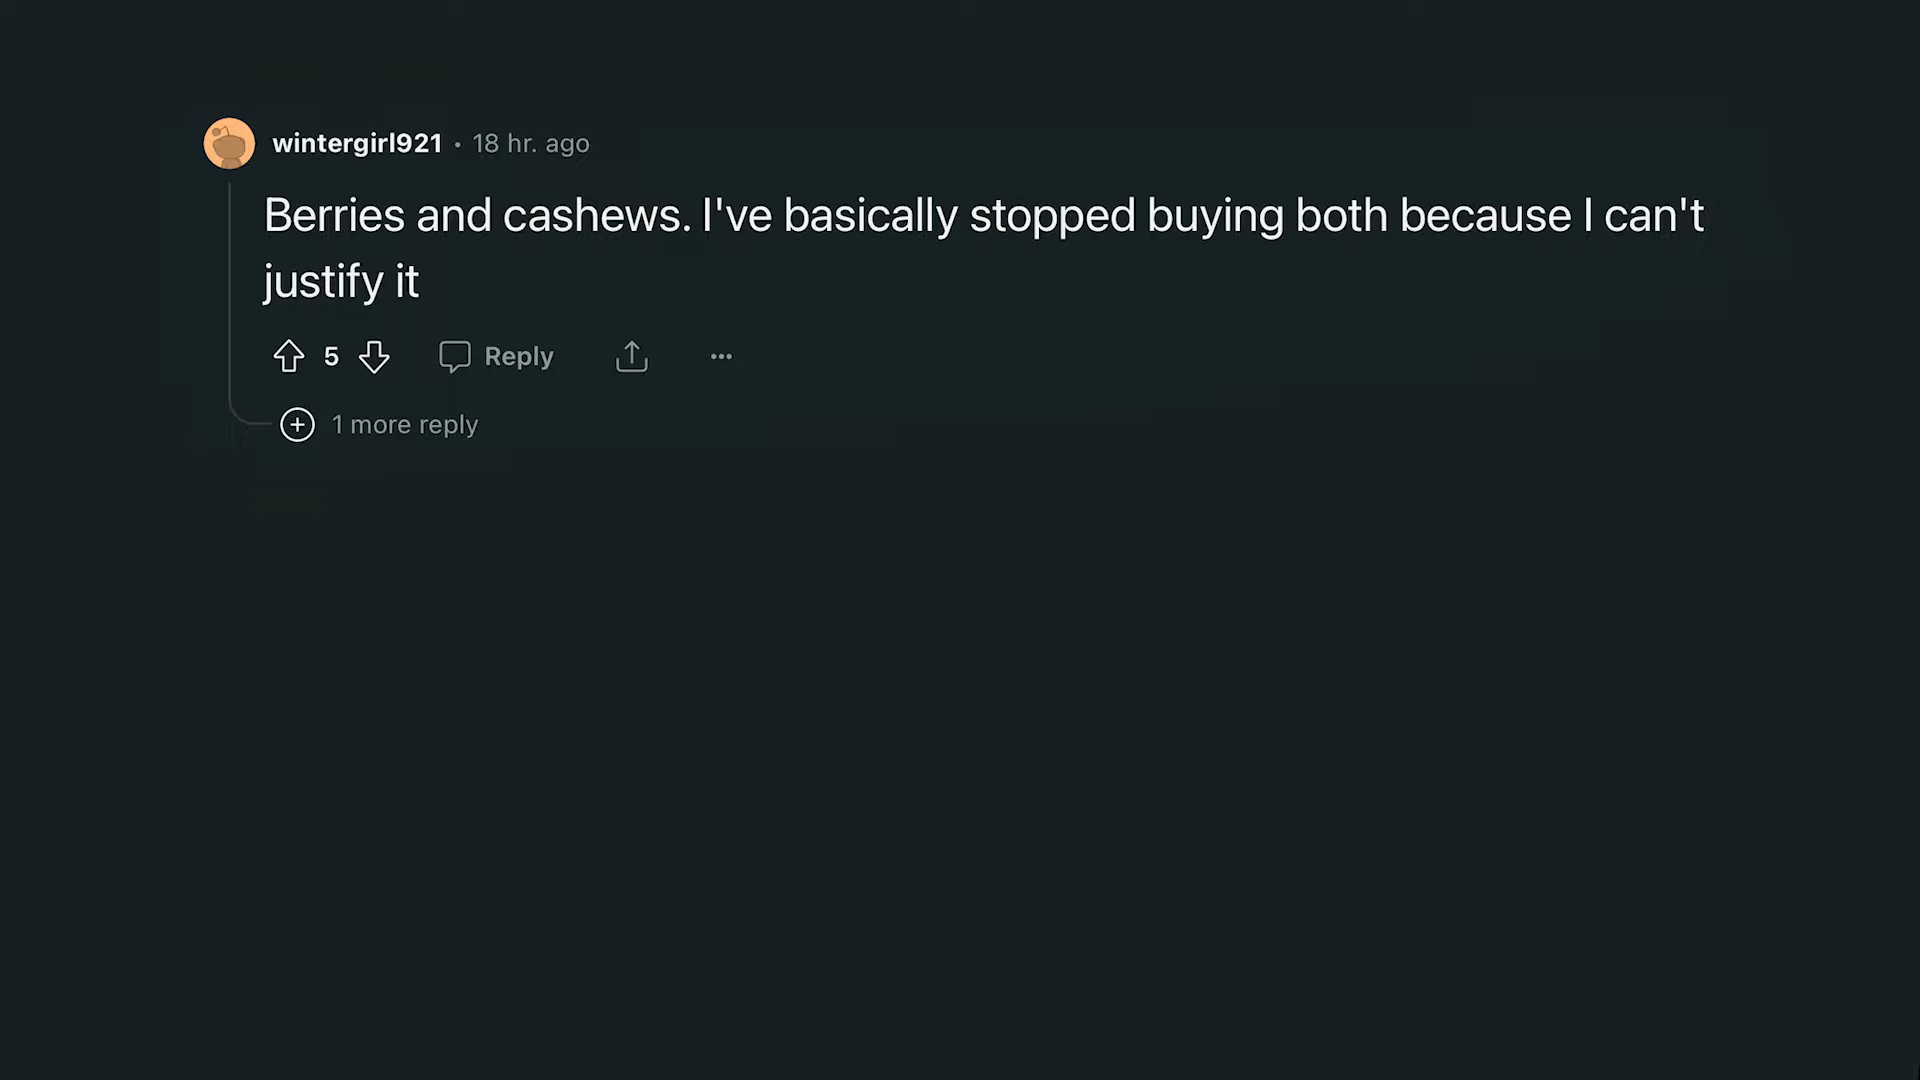 wintergirl921 • 18 hr. ago
Berries and cashews. I've basically stopped buying both because I can't
justify it
5 Reply
1 more reply